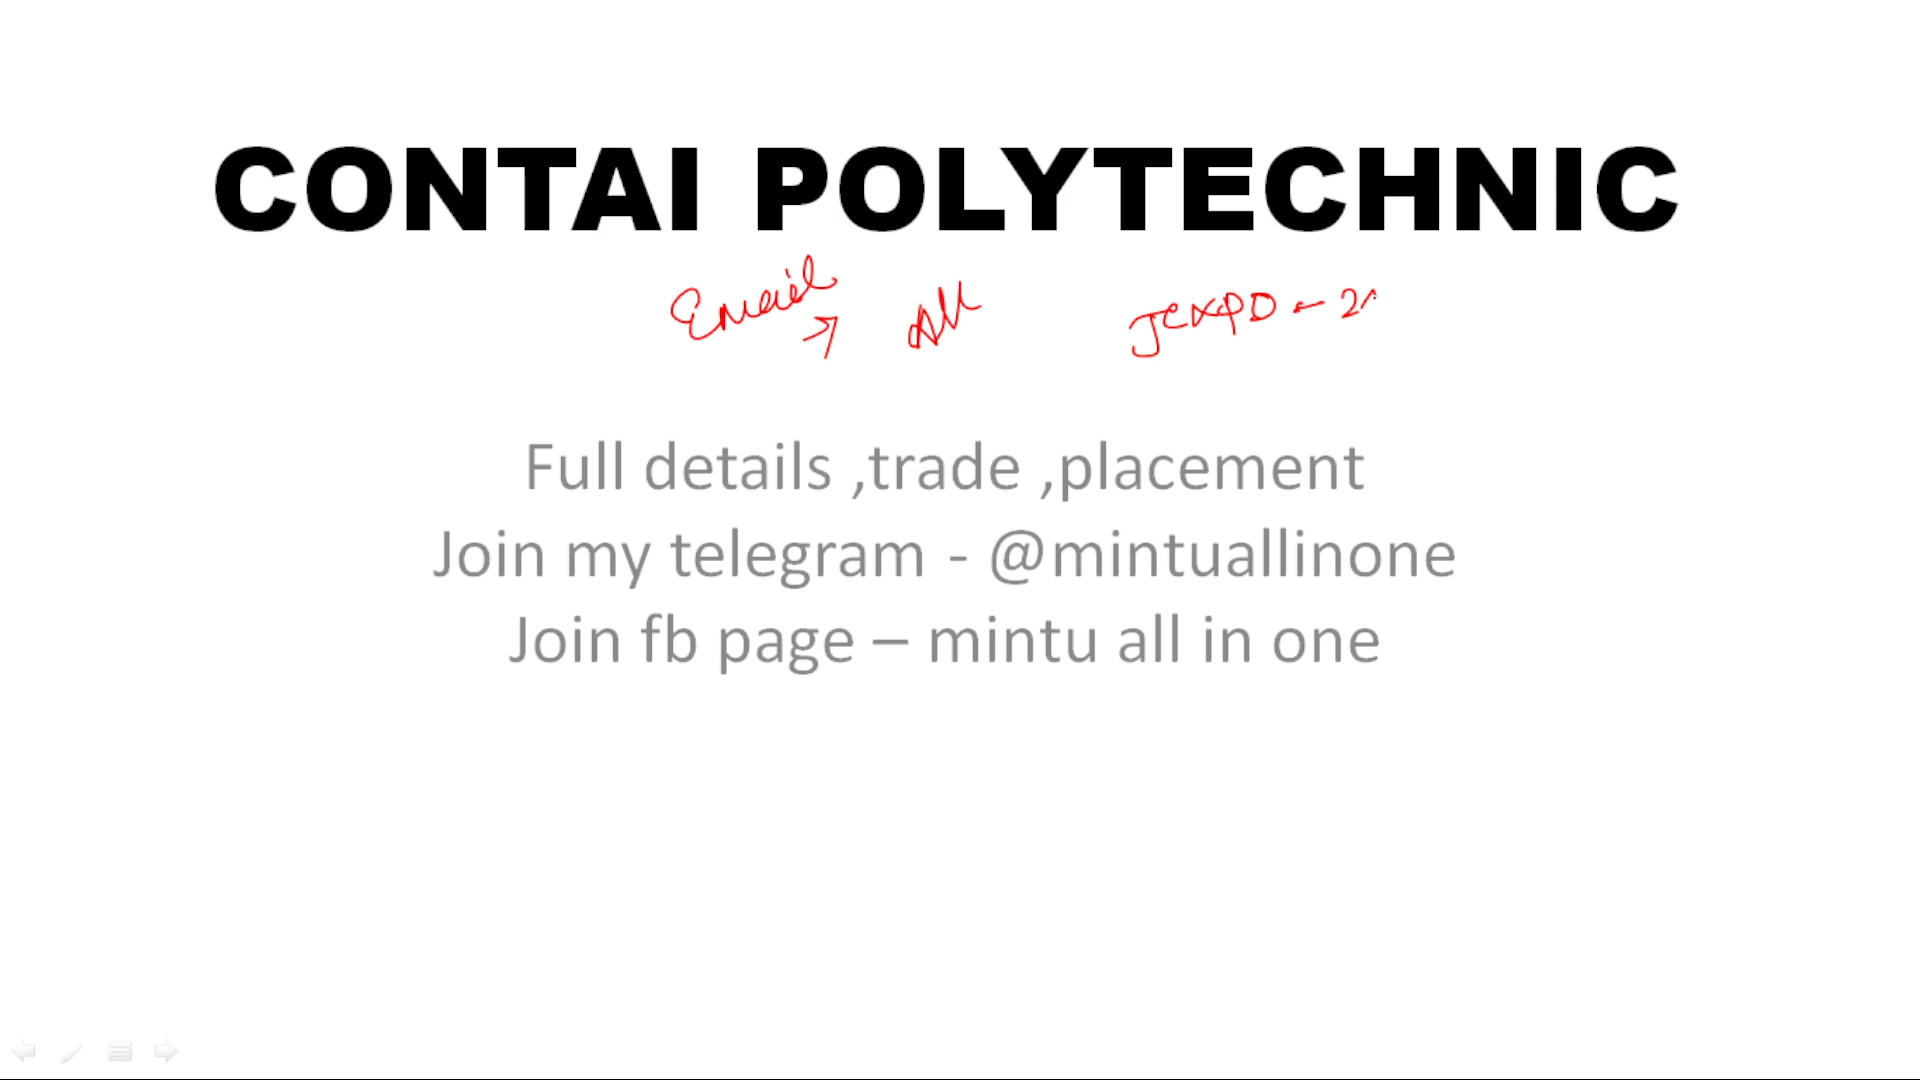 CONTAI POLYTECHNIC
Email → All JEXPO - 2
Full details ,trade ,placement
Join my telegram - @mintuallinone
Join fb page – mintu all in one